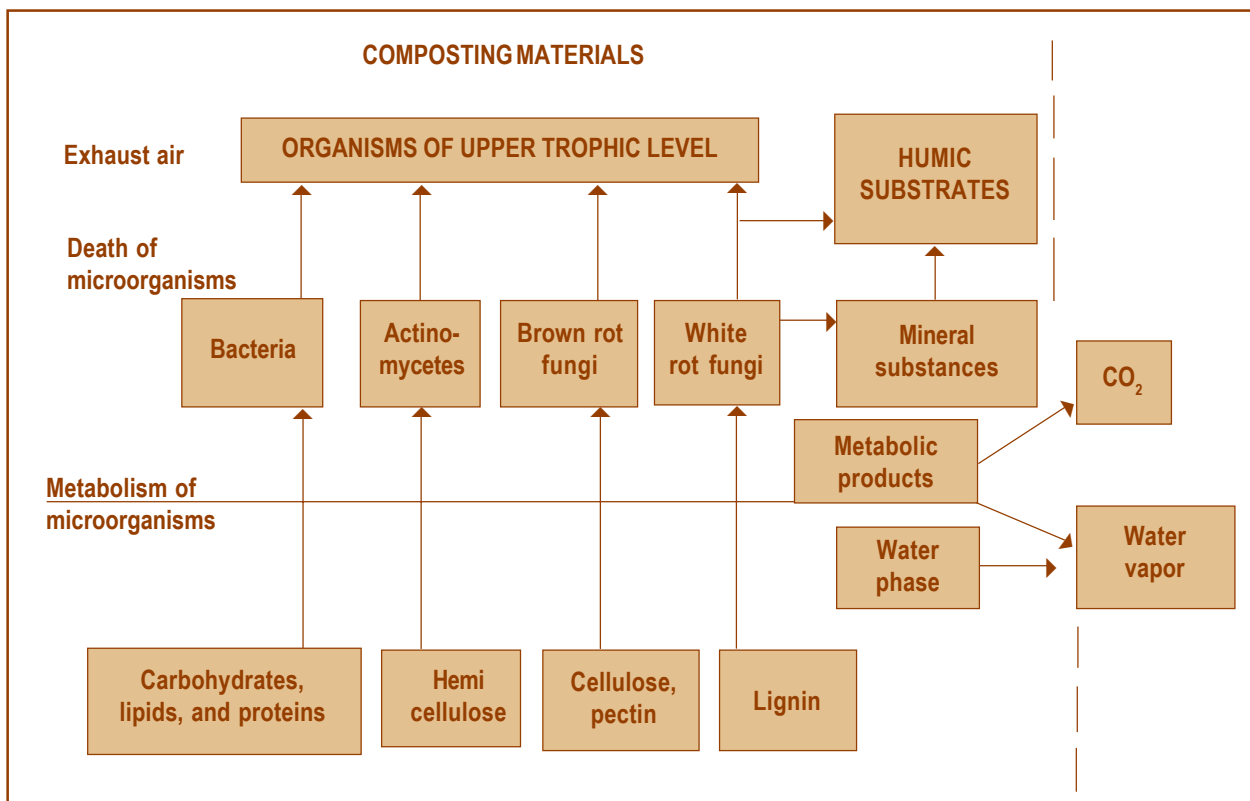 COMPOSTING MATERIALS
Exhaust air
ORGANISMS OF UPPER TROPHIC LEVEL
HUMIC
SUBSTRATES
Death of
microorganisms
Bacteria
Actino-
mycetes
Brown rot
fungi
White
rot fungi
Mineral
substances
CO₂
Metabolism of
microorganisms
Metabolic
products
Water
phase
Water
vapor
Carbohydrates,
lipids, and proteins
Hemi
cellulose
Cellulose,
pectin
Lignin